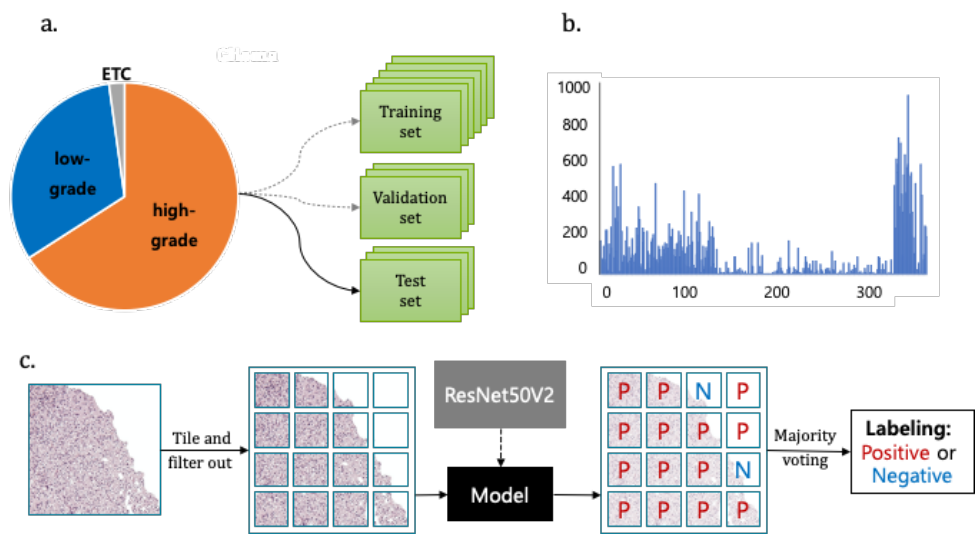 a.
ETC
low-
grade
high-
grade
Training
set
Validation
set
Test
set
b.
1000
800
600
400
200
0
0 100 200 300
c.
Tile and
filter out
ResNet50V2
Model
P P N P
P P P P
P P P N
P P P P
Majority
voting
Labeling:
Positive or
Negative